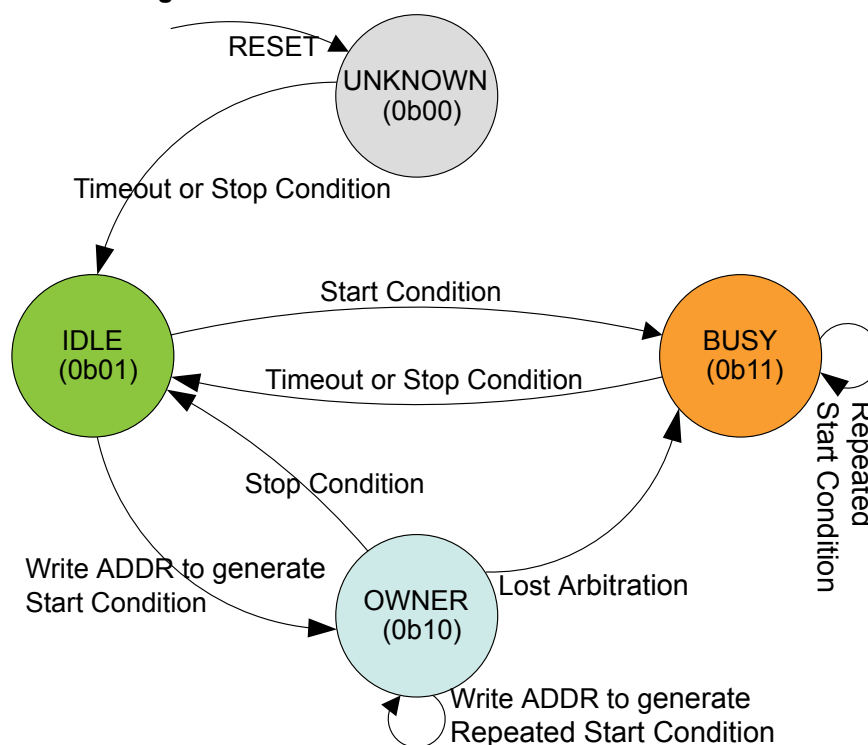 RESET
UNKNOWN
(0b00)
Timeout or Stop Condition
Start Condition
IDLE
(0b01)
BUSY
(0b11)
Timeout or Stop Condition
Repeated
Start Condition
Stop Condition
Write ADDR to generate
Start Condition
Lost Arbitration
OWNER
(0b10)
Write ADDR to generate
Repeated Start Condition